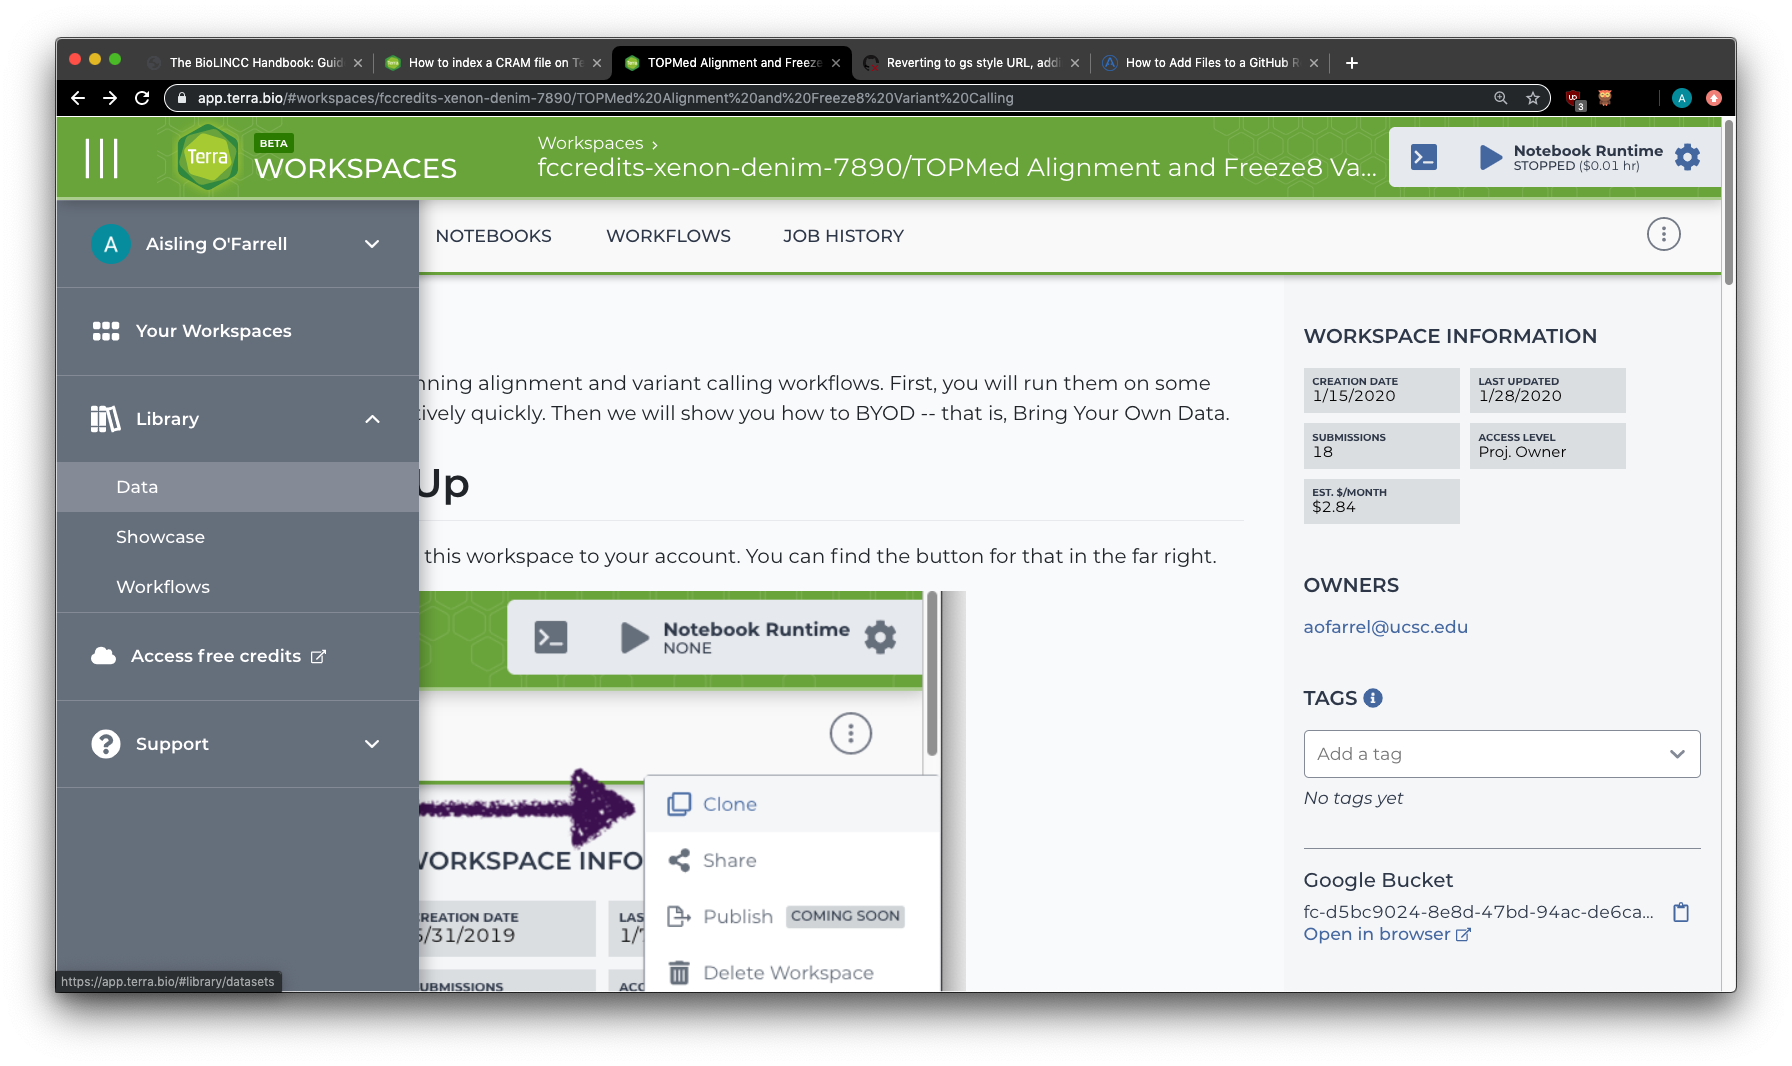 The BioLINCC Handbook: Guid
How to index a CRAM file on Te
TOPMed Alignment and Freeze
Reverting to gs style URL, addi
How to Add Files to a GitHub R
app.terra.bio/#workspaces/fccredits-xenon-denim-7890/TOPMed%20Alignment%20and%20Freeze8%20Variant%20Calling
3
A
Terra
BETA
WORKSPACES
Workspaces ›
fccredits-xenon-denim-7890/TOPMed Alignment and Freeze8 Va...
Notebook Runtime
STOPPED ($0.01 hr)
A
Aisling O'Farrell
NOTEBOOKS
WORKFLOWS
JOB HISTORY
Your Workspaces
Library
Data
Showcase
Workflows
Access free credits
Support
nning alignment and variant calling workflows. First, you will run them on some
tively quickly. Then we will show you how to BYOD -- that is, Bring Your Own Data.
Up
this workspace to your account. You can find the button for that in the far right.
Notebook Runtime
NONE
Clone
Share
Publish COMING SOON
Delete Workspace
WORKSPACE INFO
CREATION DATE
5/31/2019
LAS
1/7
SUBMISSIONS
ACC
WORKSPACE INFORMATION
CREATION DATE
1/15/2020
LAST UPDATED
1/28/2020
SUBMISSIONS
18
ACCESS LEVEL
Proj. Owner
EST. $/MONTH
$2.84
OWNERS
aofarrel@ucsc.edu
TAGS
Add a tag
No tags yet
Google Bucket
fc-d5bc9024-8e8d-47bd-94ac-de6ca...
Open in browser
https://app.terra.bio/#library/datasets